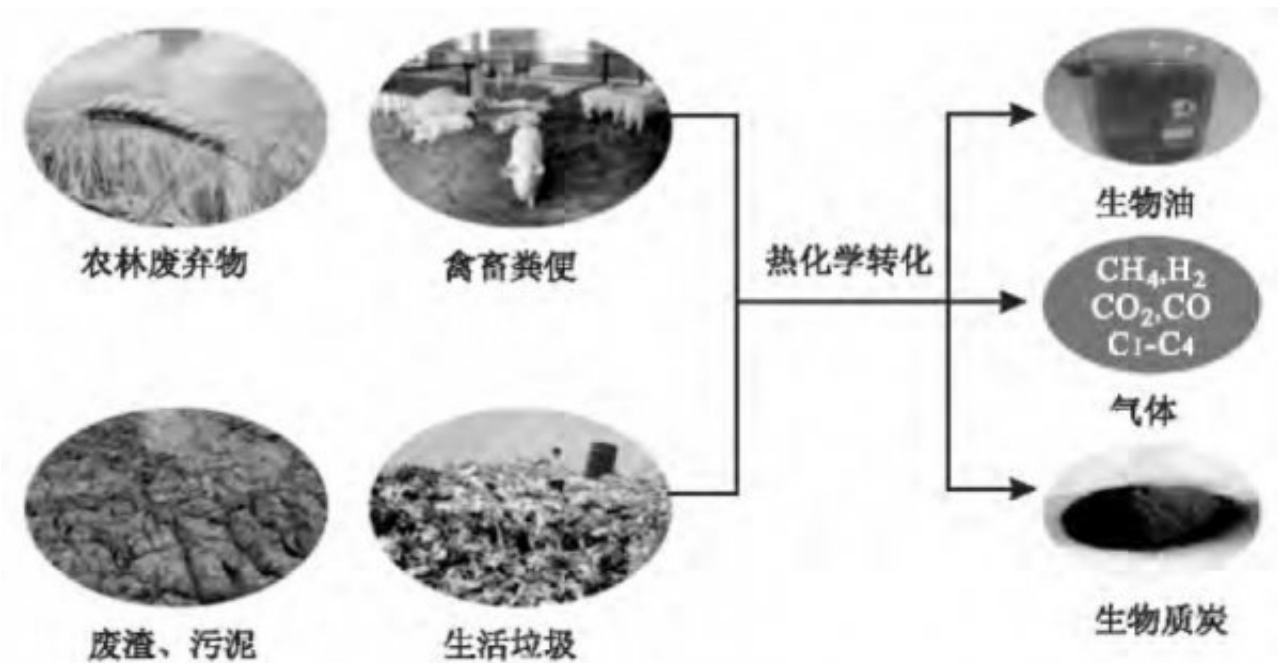 农林废弃物
禽畜粪便
热化学转化
生物油
CH₄,H₂
CO₂,CO
C1-C4
气体
废渣、污泥
生活垃圾
生物质炭